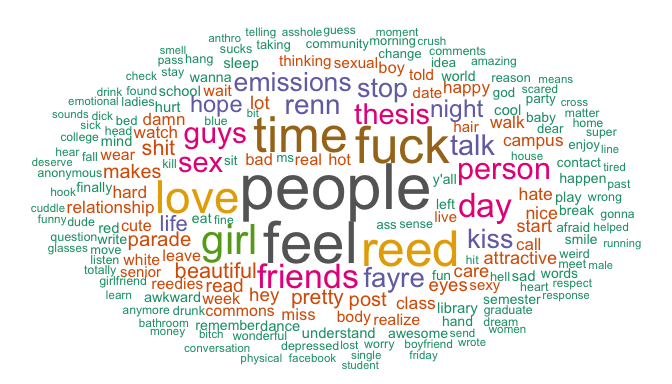 telling asshole guess moment
anthro taking community morning crush
smell sucks change comments
pass hang sleep thinking sexual boy told idea amazing
check stay wanna emissions stop world reason means
drink found school wait date happy god scared
emotional ladies hurt hope lot renn thesis night cool party cross
sounds dick bed damn blue bit time fuck hair walk baby matter
sick head watch guys talk campus dear home super
college mind shit house enjoy line
hear fall wear kill sex sit bad ms real hot person contact tired
deserve makes people y'all happen past
anonymous
hook finally hard love left day hate play wrong
cuddle relationship eat fine feel ass sense live nice break gonna
funny dude red cute life girl reed kiss start afraid helped
question write parade call smile running
glasses move white leave hit attractive weird
listen senior beautiful friends fayre fun care hell sad meet male
totally reedies read eyes sexy words
girlfriend heart respect
learn awkward week hey pretty post class semester response
anymore drunk commons miss body realize library graduate
bathroom remember dance hand dream
money bitch wonderful understand awesome send women
depressed lost worry boyfriend wrote
conversation physical facebook single friday
student